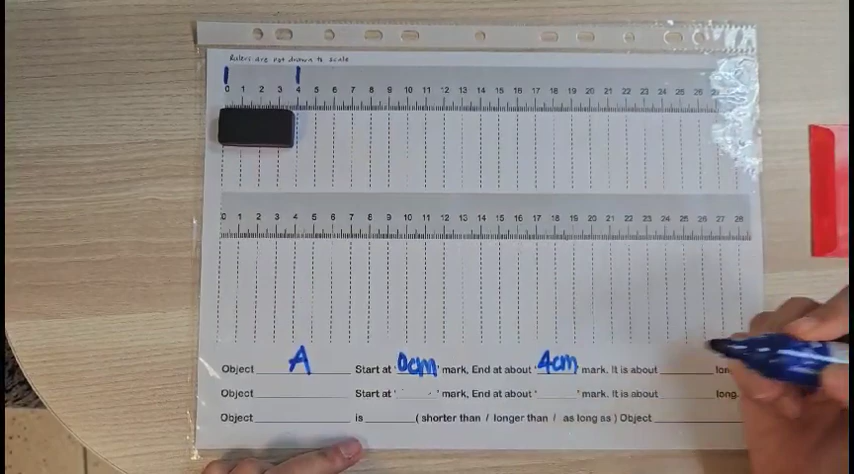 Rulers are not drawn to scale
0 1 2 3 4 5 6 7 8 9 10 11 12 13 14 15 16 17 18 19 20 21 22 23 24 25 26
0 1 2 3 4 5 6 7 8 9 10 11 12 13 14 15 16 17 18 19 20 21 22 23 24 25 26 27 28
Object A Start at '0cm' mark, End at about '4cm' mark. It is about
Object Start at ' ' mark, End at about ' ' mark. It is about long.
Object is ( shorter than / longer than / as long as ) Object